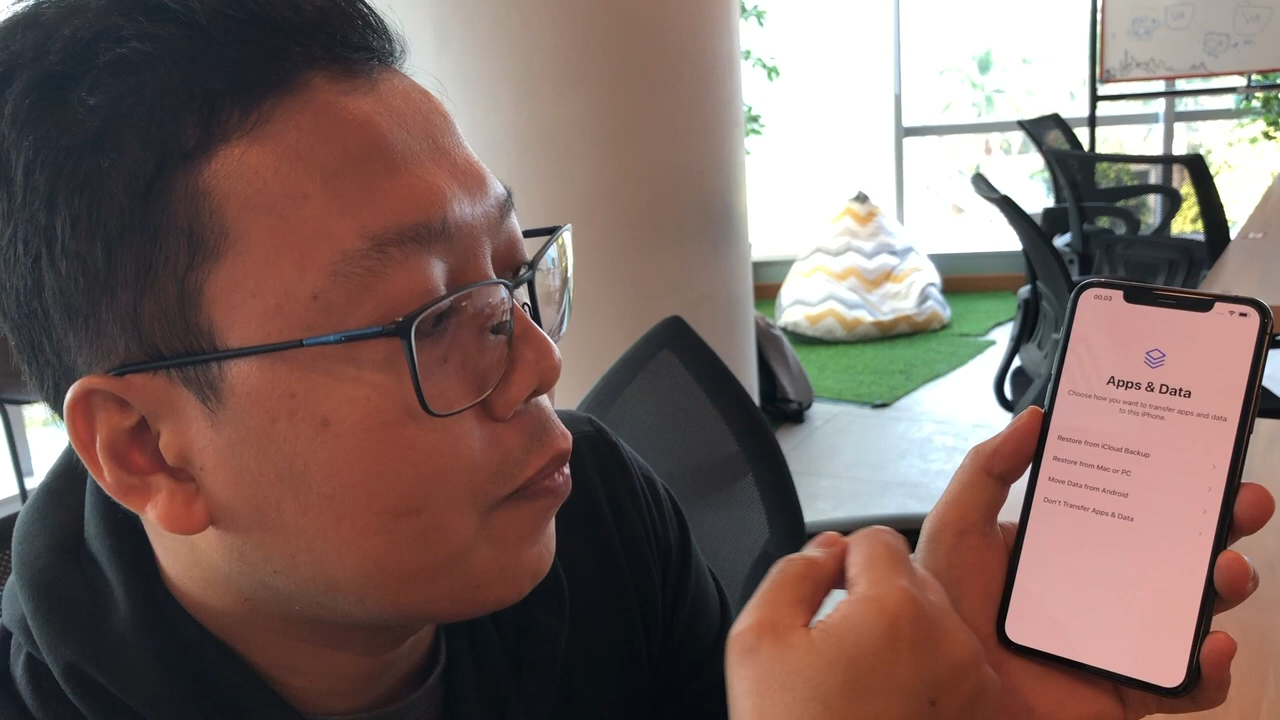 00.03
Apps & Data
Choose how you want to transfer apps and data
to this iPhone.
Restore from iCloud Backup
Restore from Mac or PC
Move Data from Android
Don't Transfer Apps & Data